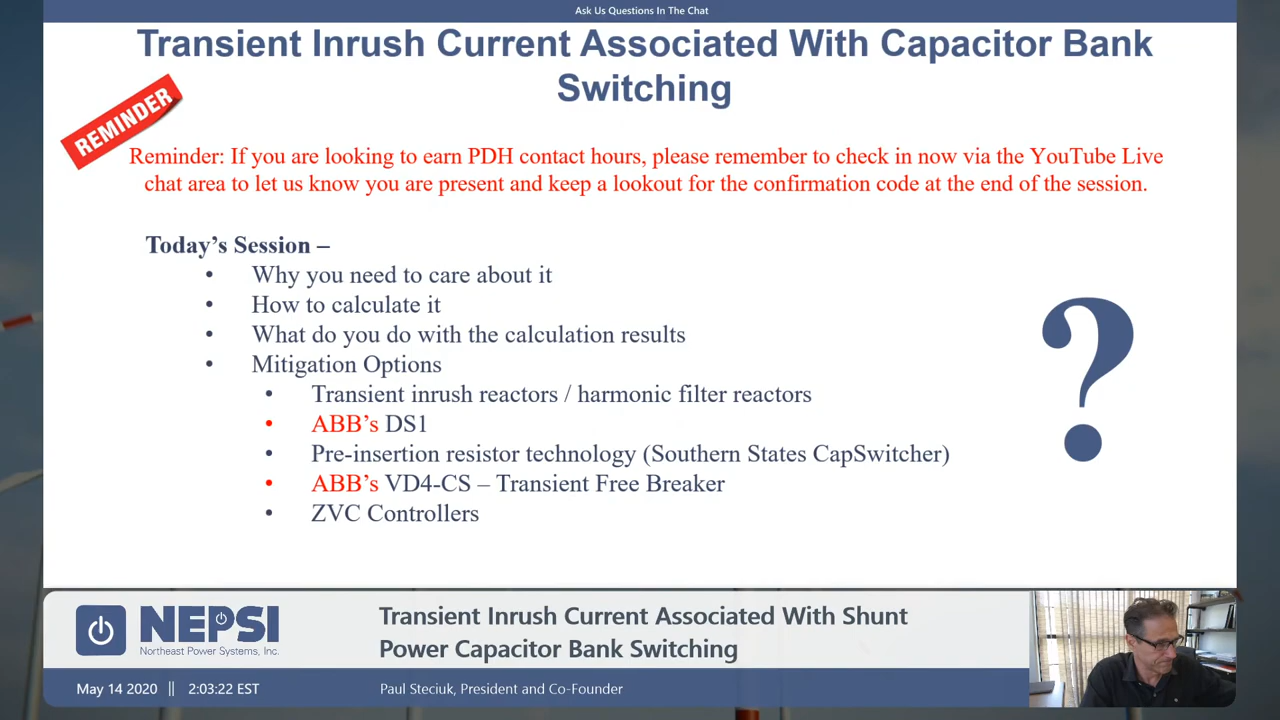 Ask Us Questions In The Chat
Transient Inrush Current Associated With Capacitor Bank
Switching
REMINDER
Reminder: If you are looking to earn PDH contact hours, please remember to check in now via the YouTube Live
chat area to let us know you are present and keep a lookout for the confirmation code at the end of the session.
Today’s Session –
• Why you need to care about it
• How to calculate it
• What do you do with the calculation results
• Mitigation Options
• Transient inrush reactors / harmonic filter reactors
• ABB’s DS1
• Pre-insertion resistor technology (Southern States CapSwitcher)
• ABB’s VD4-CS – Transient Free Breaker
• ZVC Controllers
?
NEPSI
Northeast Power Systems, Inc.
Transient Inrush Current Associated With Shunt
Power Capacitor Bank Switching
May 14 2020 || 2:03:22 EST
Paul Steciuk, President and Co-Founder